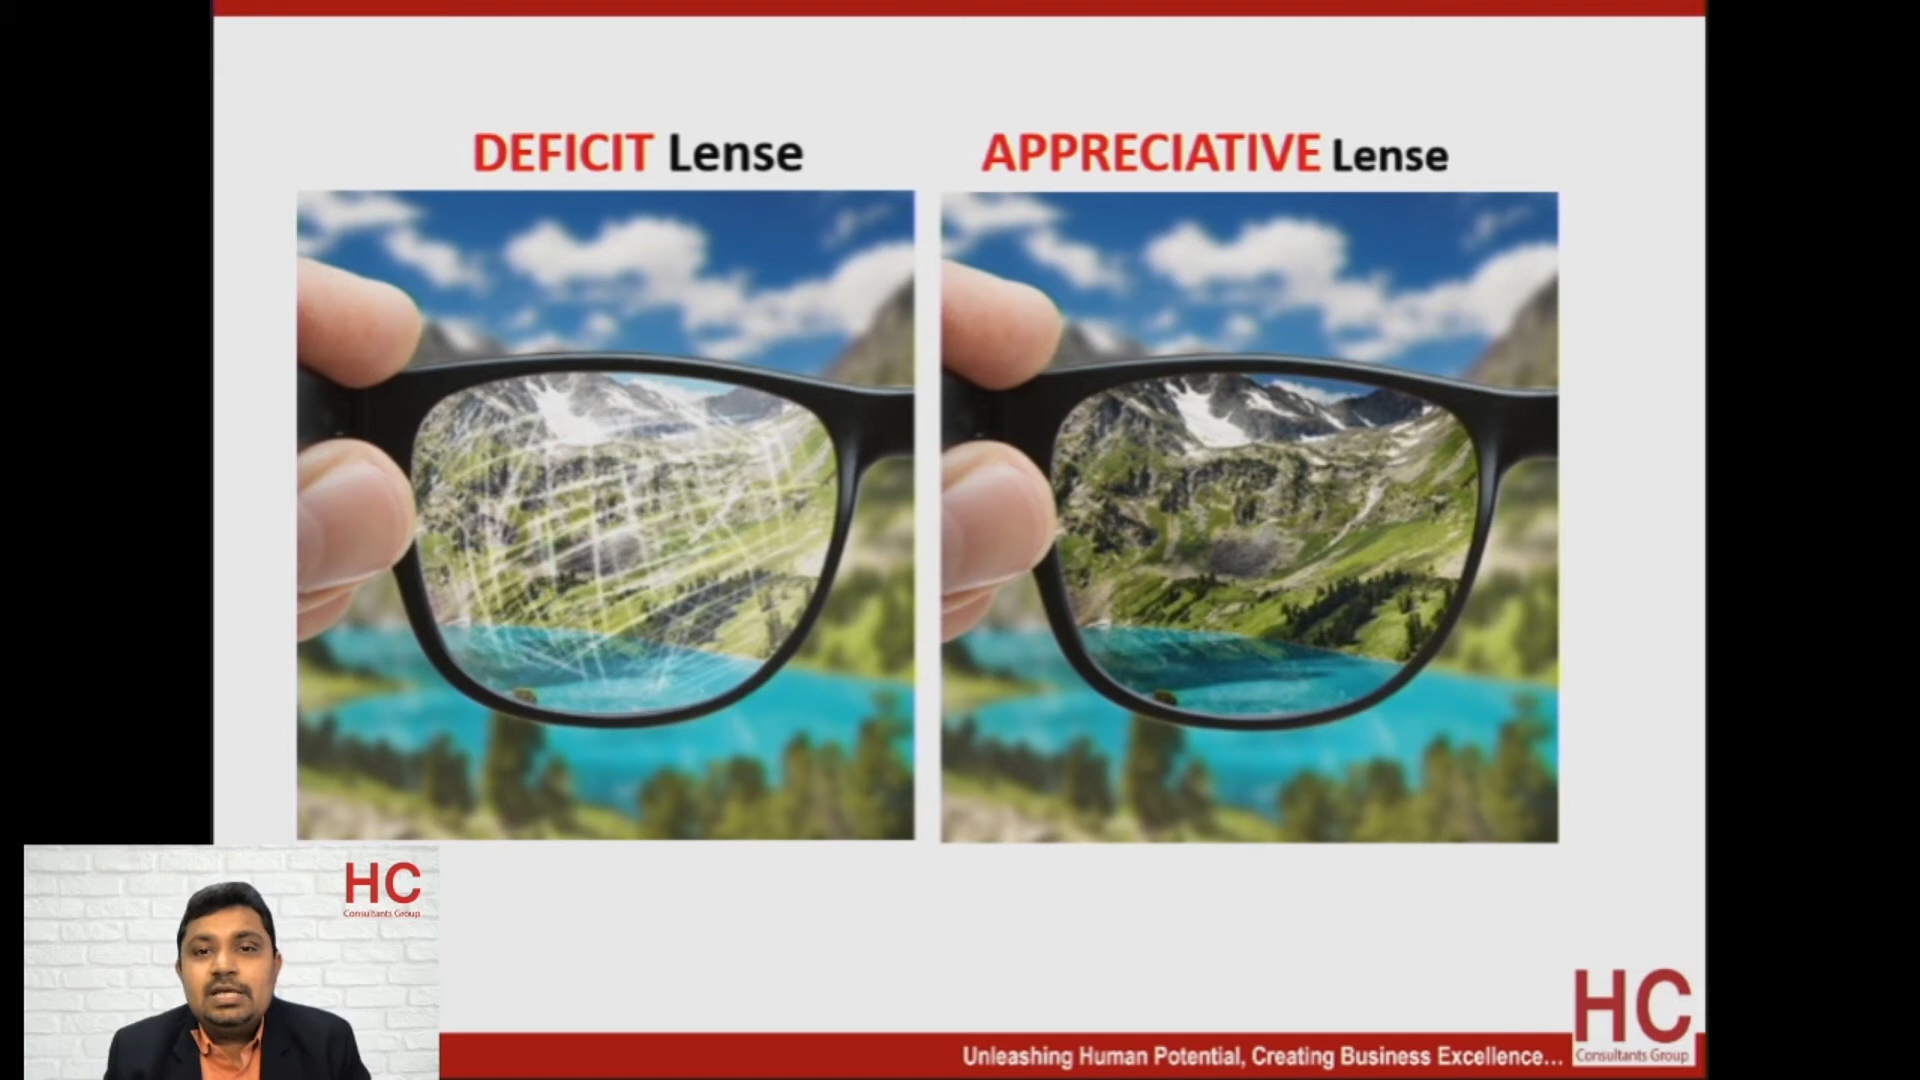 DEFICIT Lense
APPRECIATIVE Lense
HC
Consultants Group
Unleashing Human Potential, Creating Business Excellence...
HC
Consultants Group